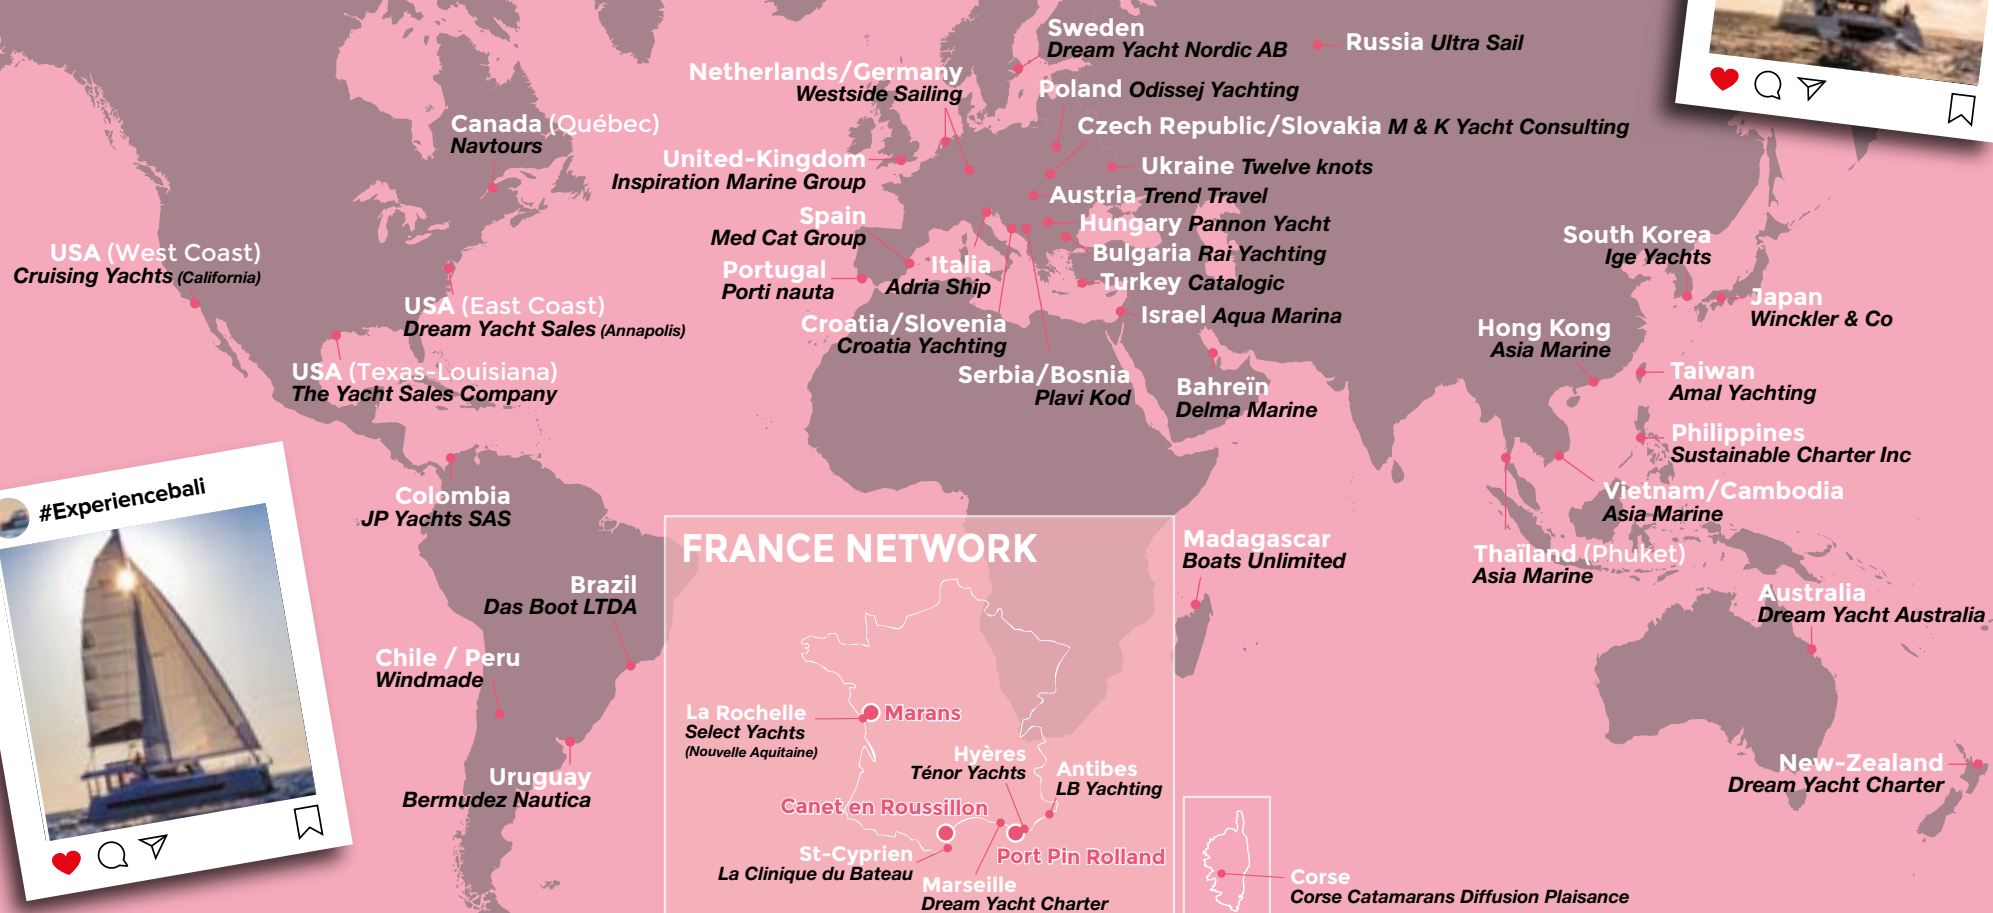 Sweden
Dream Yacht Nordic AB
Russia Ultra Sail
Netherlands/Germany
Westside Sailing
Poland Odissej Yachting
Canada (Québec)
Navtours
Czech Republic/Slovakia M & K Yacht Consulting
United-Kingdom
Inspiration Marine Group
Ukraine Twelve knots
Austria Trend Travel
Spain
Med Cat Group
Hungary Pannon Yacht
USA (West Coast)
Cruising Yachts (California)
Bulgaria Rai Yachting
South Korea
Ige Yachts
Portugal
Porti nauta
Italia
Adria Ship
Turkey Catalogic
USA (East Coast)
Dream Yacht Sales (Annapolis)
Croatia/Slovenia
Croatia Yachting
Israel Aqua Marina
Japan
Winckler & Co
Hong Kong
Asia Marine
USA (Texas-Louisiana)
The Yacht Sales Company
Serbia/Bosnia
Plavi Kod
Bahreïn
Delma Marine
Taiwan
Amal Yachting
Philippines
Sustainable Charter Inc
#Experiencebali
Colombia
JP Yachts SAS
Vietnam/Cambodia
Asia Marine
FRANCE NETWORK
Madagascar
Boats Unlimited
Thaïland (Phuket)
Asia Marine
Brazil
Das Boot LTDA
Australia
Dream Yacht Australia
Chile / Peru
Windmade
La Rochelle
Select Yachts
(Nouvelle Aquitaine)
Marans
Hyères
Ténor Yachts
Antibes
LB Yachting
New-Zealand
Dream Yacht Charter
Uruguay
Bermudez Nautica
Canet en Roussillon
St-Cyprien
La Clinique du Bateau
Port Pin Rolland
Marseille
Dream Yacht Charter
Corse
Corse Catamarans Diffusion Plaisance